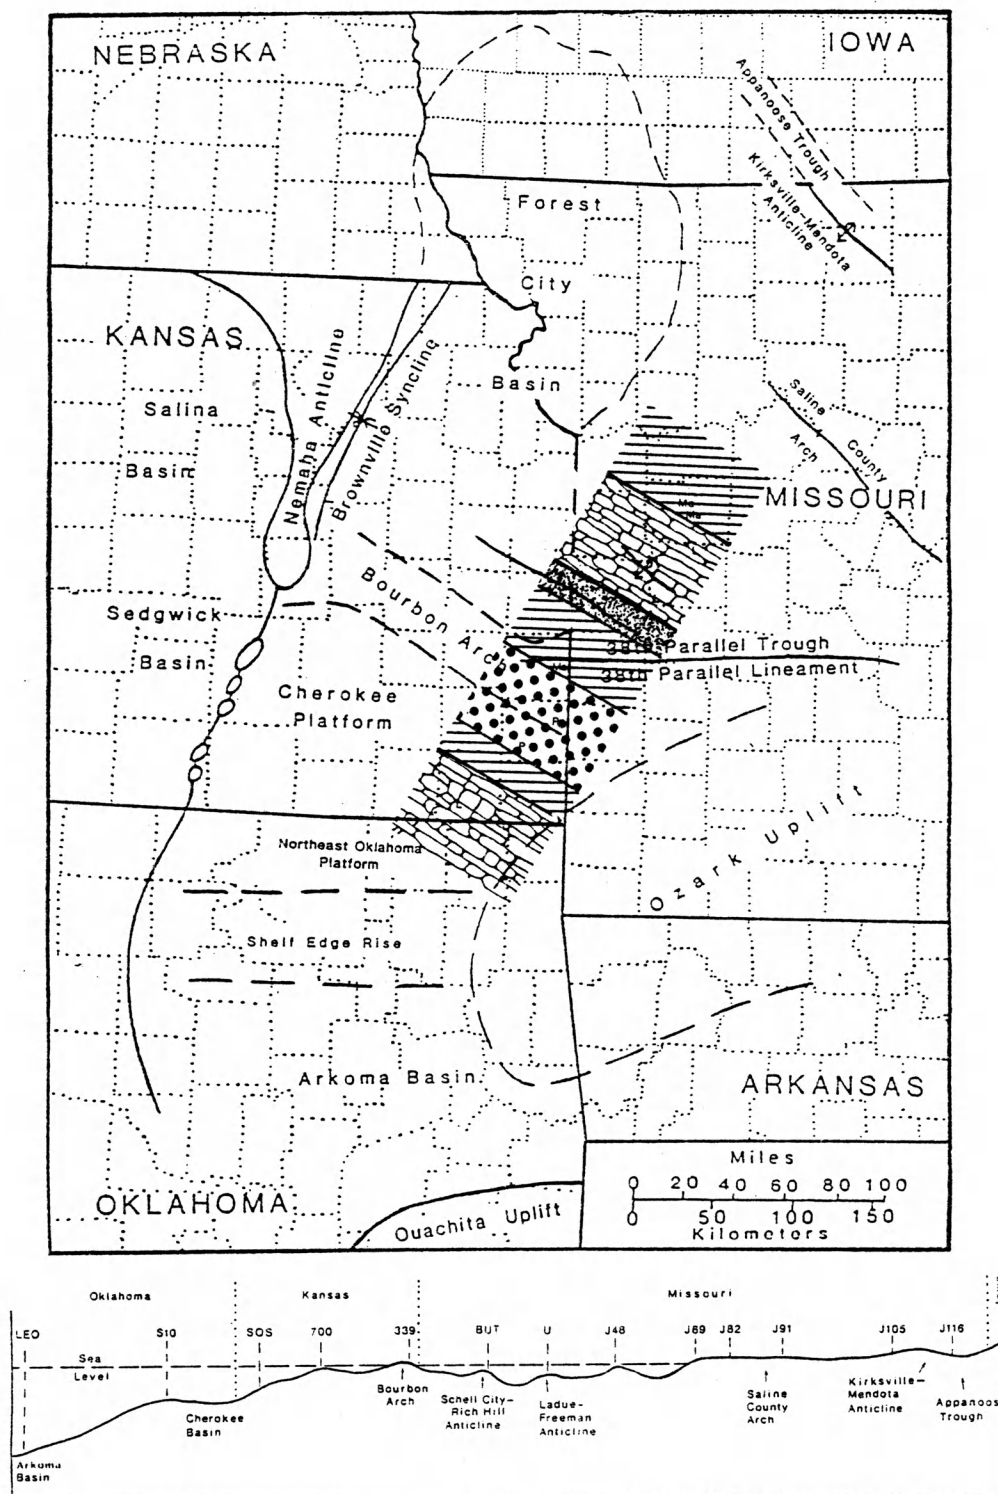 NEBRASKA
IOWA
Appanoose Trough
Kirksville-Mendota
Anticline
Forest
City
Basin
KANSAS
Nemaha Anticline
Brownville Syncline
Salina
Basin
Saline
County
Arch
MISSOURI
Bourbon Arch
Sedgwick
Basin
38th Parallel Trough
38th Parallel Lineament
Cherokee
Platform
Northeast Oklahoma
Platform
Ozark Uplift
Shelf Edge Rise
Arkoma Basin
ARKANSAS
OKLAHOMA
Ouachita Uplift
Miles
0 20 40 60 80 100
0 50 100 150
Kilometers
Oklahoma Kansas Missouri
LEO S10 SOS 700 339 BUT U J48 J69 J82 J91 J105 J116
Sea
Level
Bourbon
Arch
Schell City-
Rich Hill
Anticline
Ladue-
Freeman
Anticline
Saline
County
Arch
Kirksville-
Mendota
Anticline
Appanoos
Trough
Cherokee
Basin
Arkoma
Basin